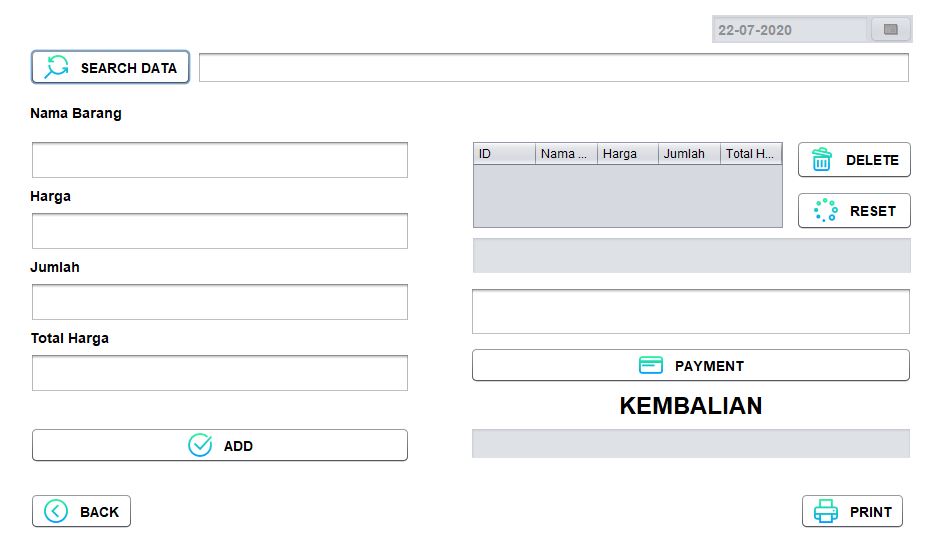 22-07-2020
SEARCH DATA
Nama Barang
Harga
Jumlah
Total Harga
ADD
BACK
ID Nama ... Harga Jumlah Total H...
DELETE
RESET
PAYMENT
KEMBALIAN
PRINT